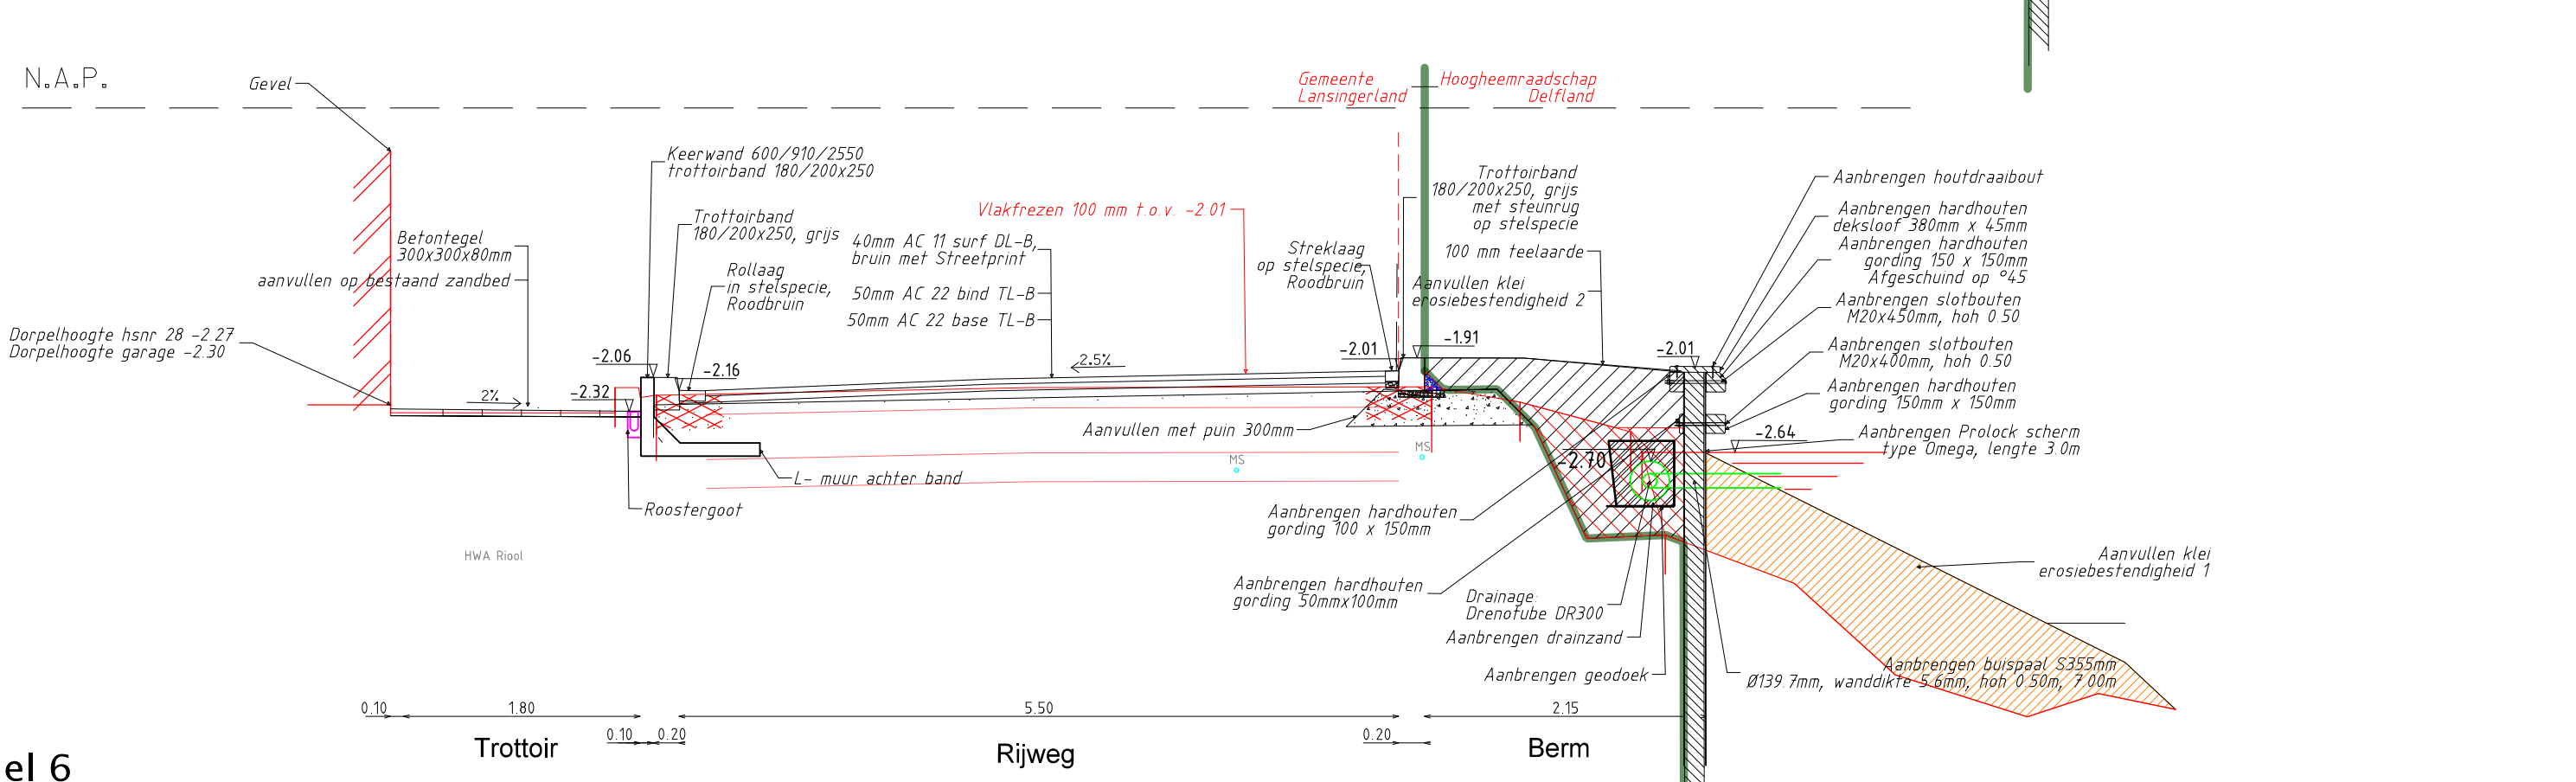 N.A.P.
Gevel
Gemeente
Lansingerland
Hoogheemraadschap
Delfland
Keerwand 600/910/2550
trottoirband 180/200x250
Trottoirband
180/200x250, grijs
Rollaag
in stelspecie,
Roodbruin
Betontegel
300x300x80mm
aanvullen op bestaand zandbed
Dorpelhoogte hsnr 28 -2.27
Dorpelhoogte garage -2.30
Vlakfrezen 100 mm t.o.v. -2.01
40mm AC 11 surf DL-B,
bruin met Streetprint
50mm AC 22 bind TL-B
50mm AC 22 base TL-B
Streklaag
op stelspecie,
Roodbruin
Trottoirband
180/200x250, grijs
met steunrug
op stelspecie
100 mm teelaarde
Aanvullen klei
erosiebestendigheid 2
Aanbrengen houtdraaibout
Aanbrengen hardhouten
deksloof 380mm x 45mm
Aanbrengen hardhouten
gording 150 x 150mm
Afgeschuind op °45
Aanbrengen slotbouten
M20x450mm, hoh 0.50
Aanbrengen slotbouten
M20x400mm, hoh 0.50
Aanbrengen hardhouten
gording 150mm x 150mm
Aanbrengen Prolock scherm
type Omega, lengte 3.0m
-2.06
-2.16
-2.32
2%
2.5%
-2.01
-1.91
-2.01
-2.64
-2.70
Aanvullen met puin 300mm
MS
MS
L- muur achter band
Roostergoot
HWA Riool
Aanbrengen hardhouten
gording 100 x 150mm
Aanbrengen hardhouten
gording 50mmx100mm
Drainage:
Drenotube DR300
Aanbrengen drainzand
Aanbrengen geodoek
Aanvullen klei
erosiebestendigheid 1
Aanbrengen buispaal S355mm
Ø139.7mm, wanddikte 5.6mm, hoh 0.50m, 7.00m
0.10
1.80
5.50
2.15
0.10
0.20
0.20
Trottoir
Rijweg
Berm
el 6